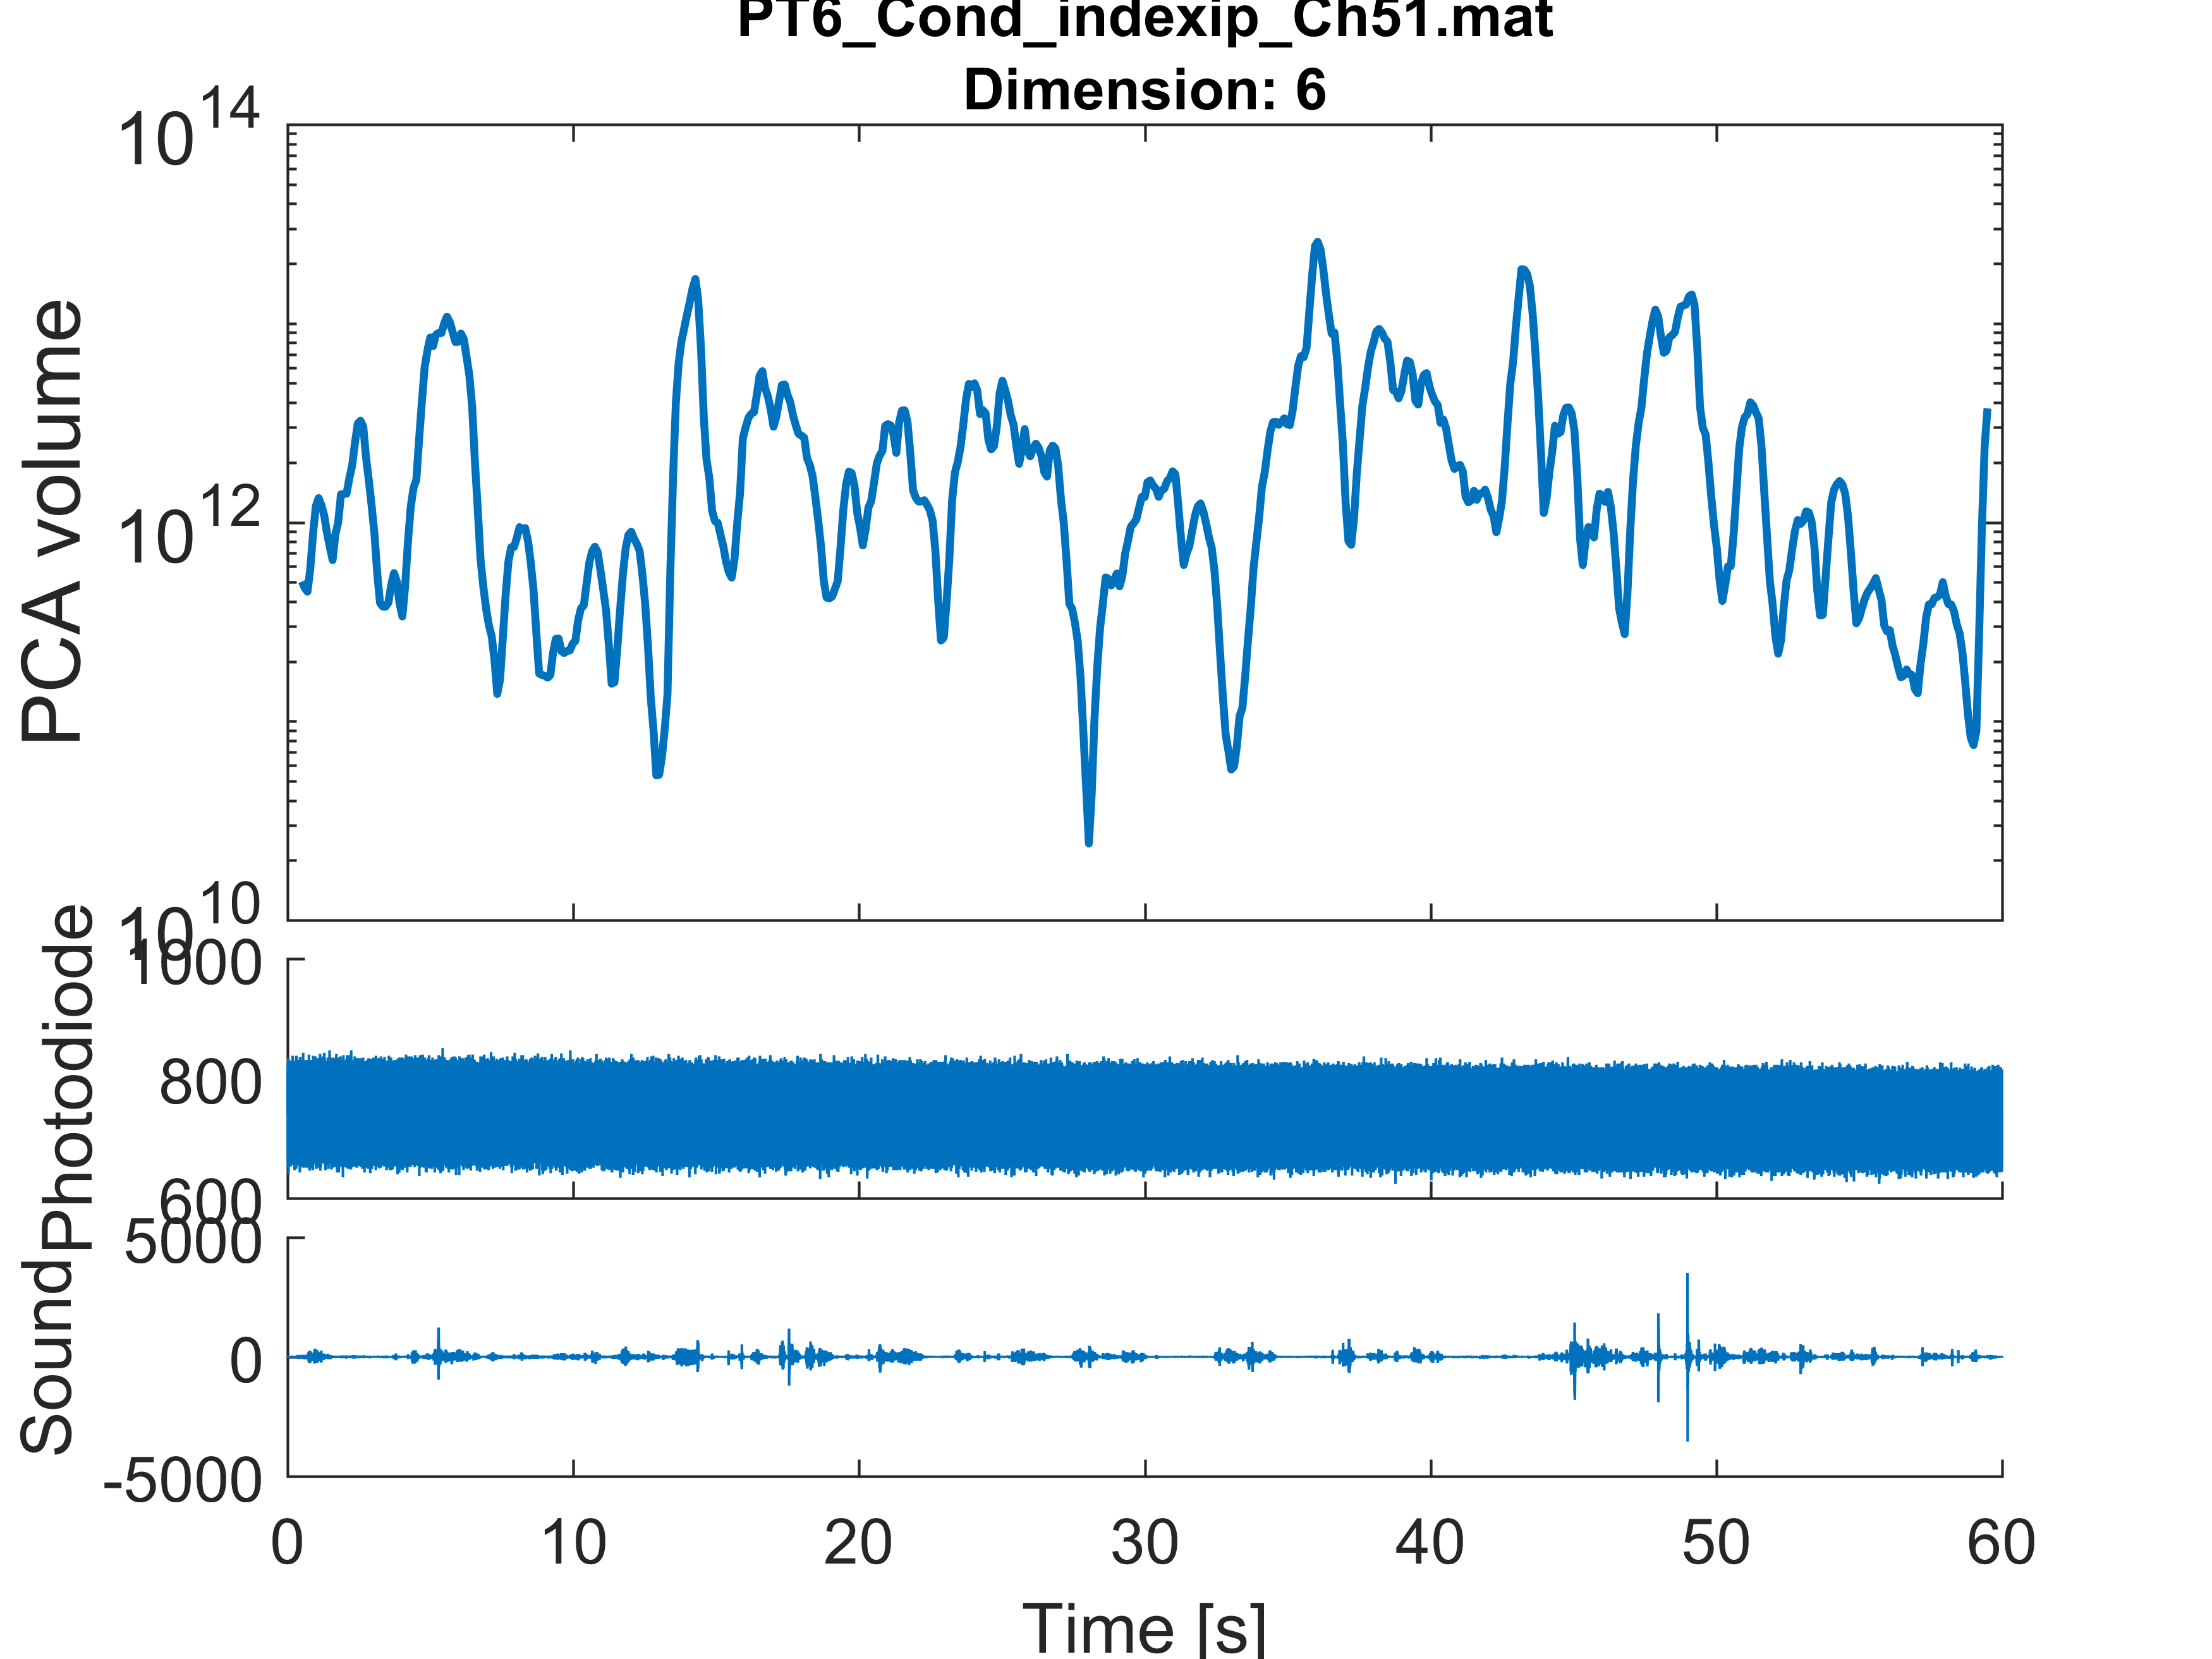 PT6_Cond_indexip_Ch51.mat
Dimension: 6
10^14
10^12
10^10
PCA volume
1000
800
600
Photodiode
5000
0
-5000
Sound
0 10 20 30 40 50 60
Time [s]